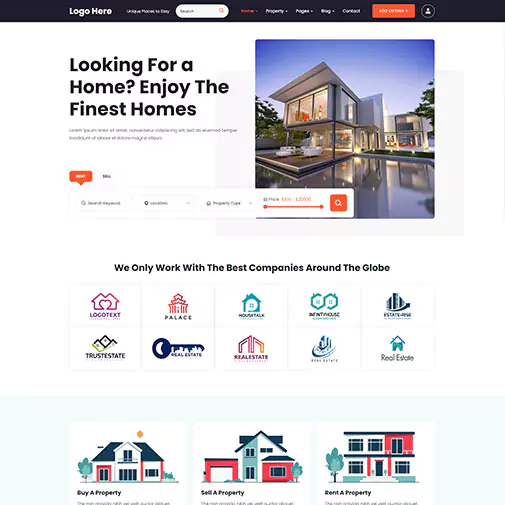 Logo Here
Unique Places to Stay
Search
Home
Property
Pages
Blog
Contact
ADD LISTING +
Looking For a
Home? Enjoy The
Finest Homes
Lorem ipsum dolor sit amet, consectetur adipiscing elit sed do eiusmod tempor
incididunt ut labore et dolore magna aliqua.
RENT
SELL
Search Keyword
Location
Property Type
Price
We Only Work With The Best Companies Around The Globe
LOGOTEXT
PALACE
HOUSETALK
INFINTYHOUSE
ESTATE-RISE
TRUSTESTATE
REAL ESTATE
REALESTATE
REAL ESTATE
Real Estate
Buy A Property
Sell A Property
Rent A Property